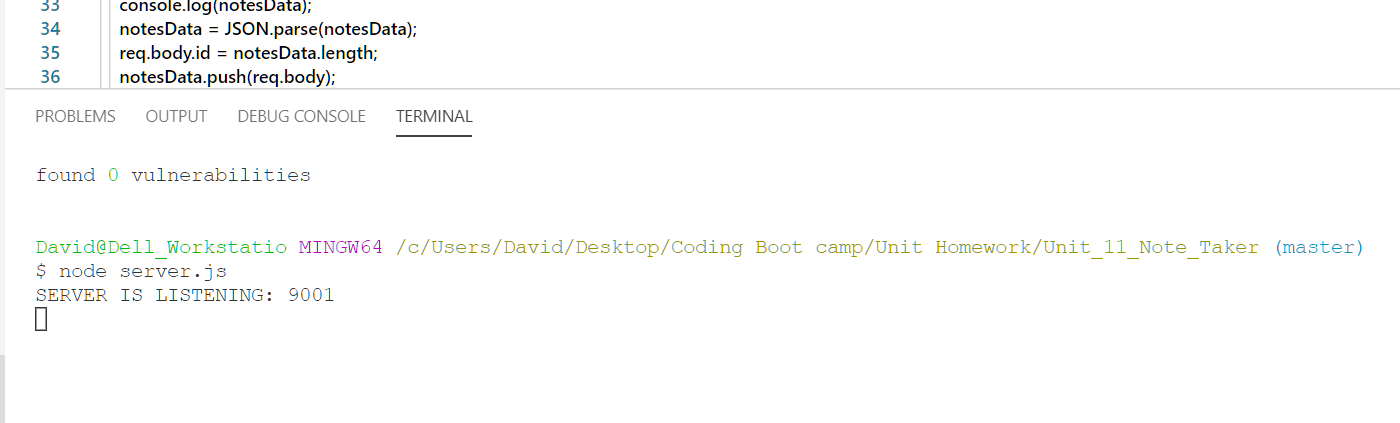 33 console.log(notesData);
34 notesData = JSON.parse(notesData);
35 req.body.id = notesData.length;
36 notesData.push(req.body);
PROBLEMS OUTPUT DEBUG CONSOLE TERMINAL
found 0 vulnerabilities
David@Dell_Workstatio MINGW64 /c/Users/David/Desktop/Coding Boot camp/Unit Homework/Unit_11_Note_Taker (master)
$ node server.js
SERVER IS LISTENING: 9001